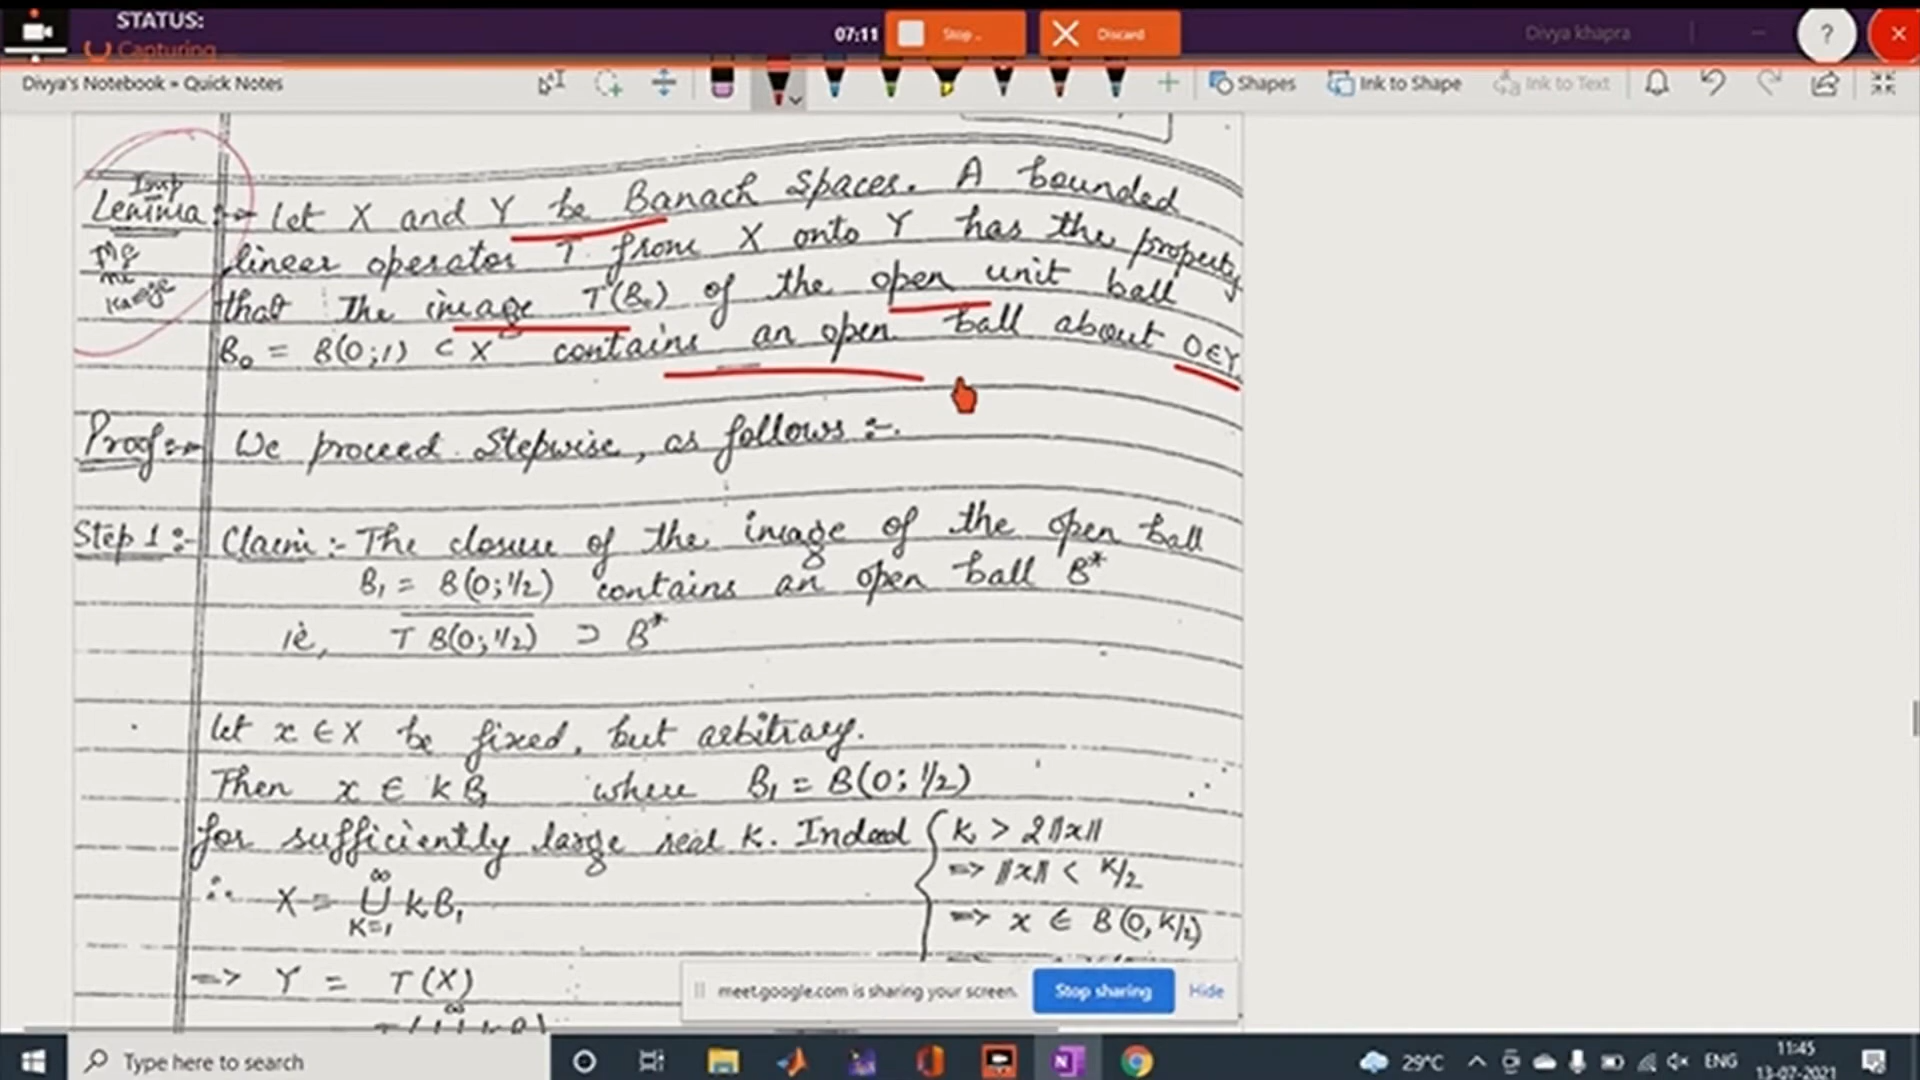 STATUS:
Capturing
07:11
Stop
Discard
Divya khapra
?
Divya's Notebook » Quick Notes
Shapes
Ink to Shape
Ink to Text
Imp
Lemma :- Let X and Y be Banach Spaces. A bounded
linear operator T from X onto Y has the property
that the image T(B₀) of the open unit ball
B₀ = B(0;1) ⊂ X contains an open ball about 0∈Y.
Proof:- We proceed Stepwise, as follows :-
Step 1 :- Claim :- The closure of the image of the open ball
B₁ = B(0;1/2) contains an open ball B*
ie, T B(0;1/2) ⊃ B*
let x ∈ X be fixed, but arbitrary.
Then x ∈ k B₁ where B₁ = B(0; 1/2)
for sufficiently large real k. Indeed { k > 2||x||
=> ||x|| < k/2
∴ X = ∞∪K=1 k B₁
=> x ∈ B(0, K/2)
=> Y = T(X)
meet.google.com is sharing your screen.
Stop sharing
Hide
Type here to search
29°C
ENG
11:45
13-07-2021